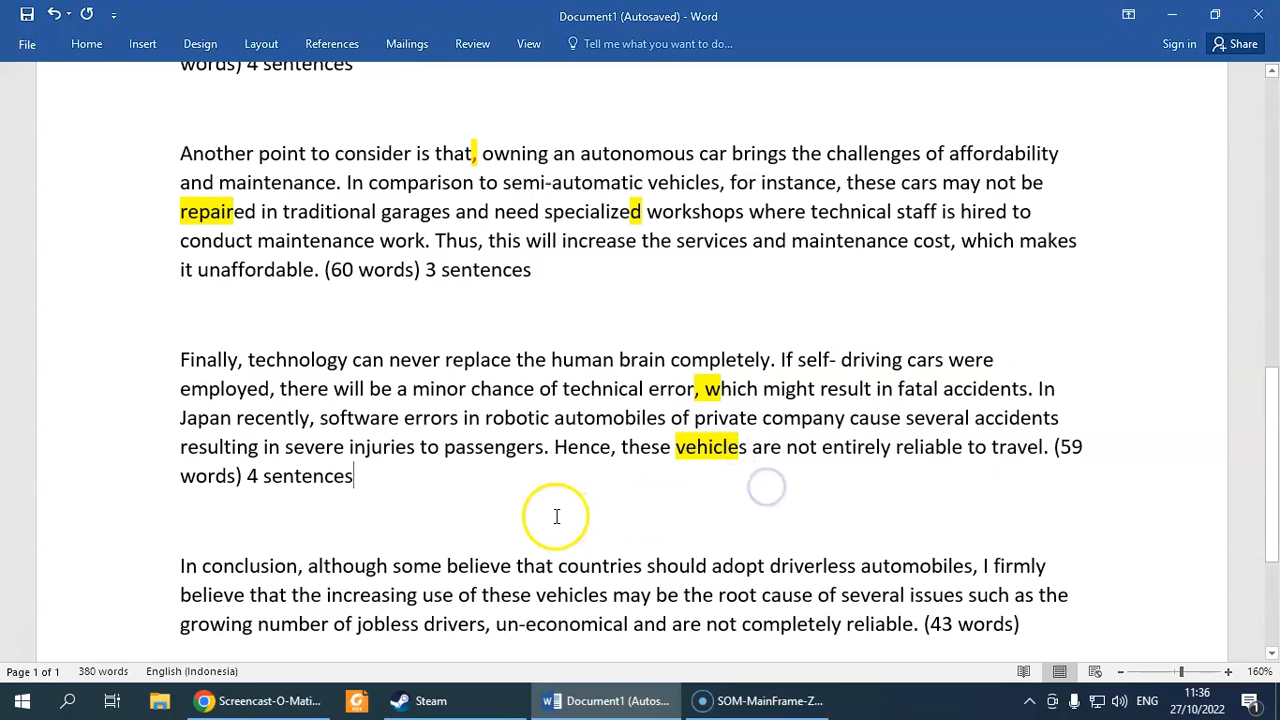 Document1 (Autosaved) - Word
File Home Insert Design Layout References Mailings Review View Tell me what you want to do... Sign in Share
words) 4 sentences
Another point to consider is that, owning an autonomous car brings the challenges of affordability
and maintenance. In comparison to semi-automatic vehicles, for instance, these cars may not be
repaired in traditional garages and need specialized workshops where technical staff is hired to
conduct maintenance work. Thus, this will increase the services and maintenance cost, which makes
it unaffordable. (60 words) 3 sentences
Finally, technology can never replace the human brain completely. If self- driving cars were
employed, there will be a minor chance of technical error, which might result in fatal accidents. In
Japan recently, software errors in robotic automobiles of private company cause several accidents
resulting in severe injuries to passengers. Hence, these vehicles are not entirely reliable to travel. (59
words) 4 sentences
In conclusion, although some believe that countries should adopt driverless automobiles, I firmly
believe that the increasing use of these vehicles may be the root cause of several issues such as the
growing number of jobless drivers, un-economical and are not completely reliable. (43 words)
Page 1 of 1 380 words English (Indonesia) 160%
Screencast-O-Mati... Steam Document1 (Autos... SOM-MainFrame-Z... 11:36
27/10/2022